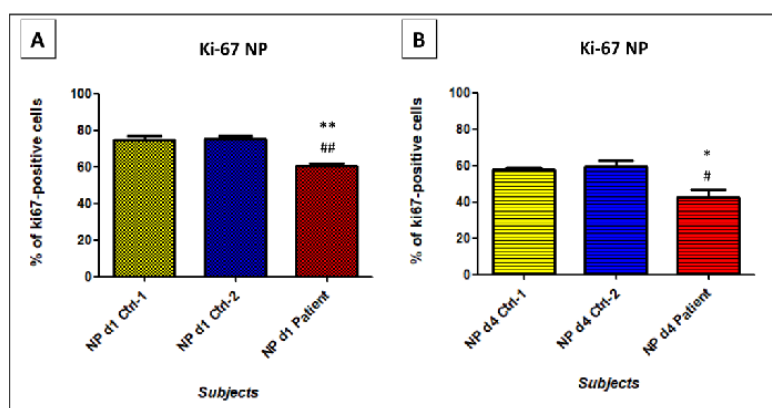 A
Ki-67 NP
% of ki67-positive cells
100
80
60
40
20
0
**
##
NP d1 Ctrl-1
NP d1 Ctrl-2
NP d1 Patient
Subjects
B
Ki-67 NP
% of ki67-positive cells
100
80
60
40
20
0
*
#
NP d4 Ctrl-1
NP d4 Ctrl-2
NP d4 Patient
Subjects